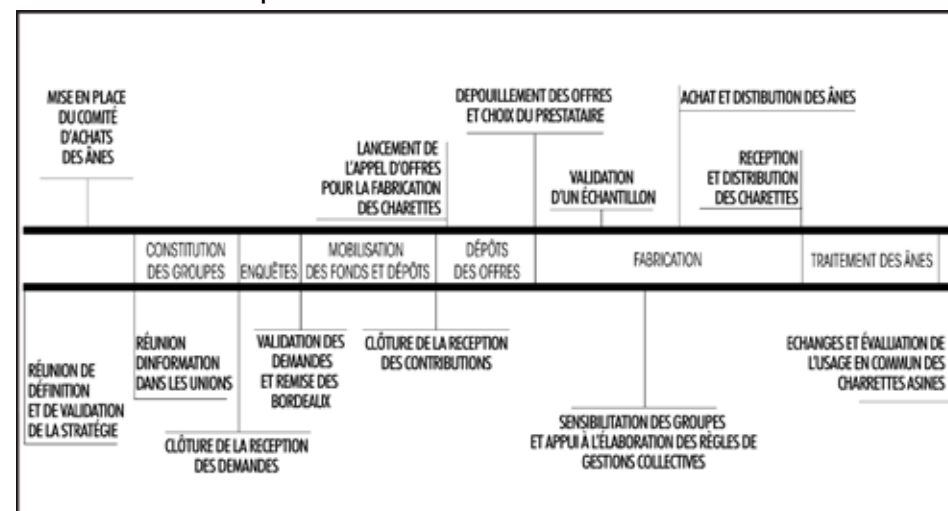 MISE EN PLACE
DU COMITÉ
D'ACHATS
DES ÂNES
LANCEMENT DE
L'APPEL D'OFFRES
POUR LA FABRICATION
DES CHARETTES
DEPOUILLEMENT DES OFFRES
ET CHOIX DU PRESTATAIRE
VALIDATION
D'UN ÉCHANTILLON
ACHAT ET DISTIBUTION DES ÂNES
RECEPTION
ET DISTRIBUTION
DES CHARETTES
CONSTITUTION
DES GROUPES
ENQUÊTES
MOBILISATION
DES FONDS ET DÉPÔTS
DÉPÔTS
DES OFFRES
FABRICATION
TRAITEMENT DES ÂNES
RÉUNION DE
DÉFINITION
ET DE VALIDATION
DE LA STRATÉGIE
RÉUNION
DINFORMATION
DANS LES UNIONS
CLÔTURE DE LA RECEPTION
DES DEMANDES
VALIDATION DES
DEMANDES
ET REMISE DES
BORDEAUX
CLÔTURE DE LA RECEPTION
DES CONTRIBUTIONS
SENSIBILITATION DES GROUPES
ET APPUI À L'ÉLABORATION DES RÈGLES DE
GESTIONS COLLECTIVES
ECHANGES ET ÉVALUATION DE
L'USAGE EN COMMUN DES
CHARRETTES ASINES